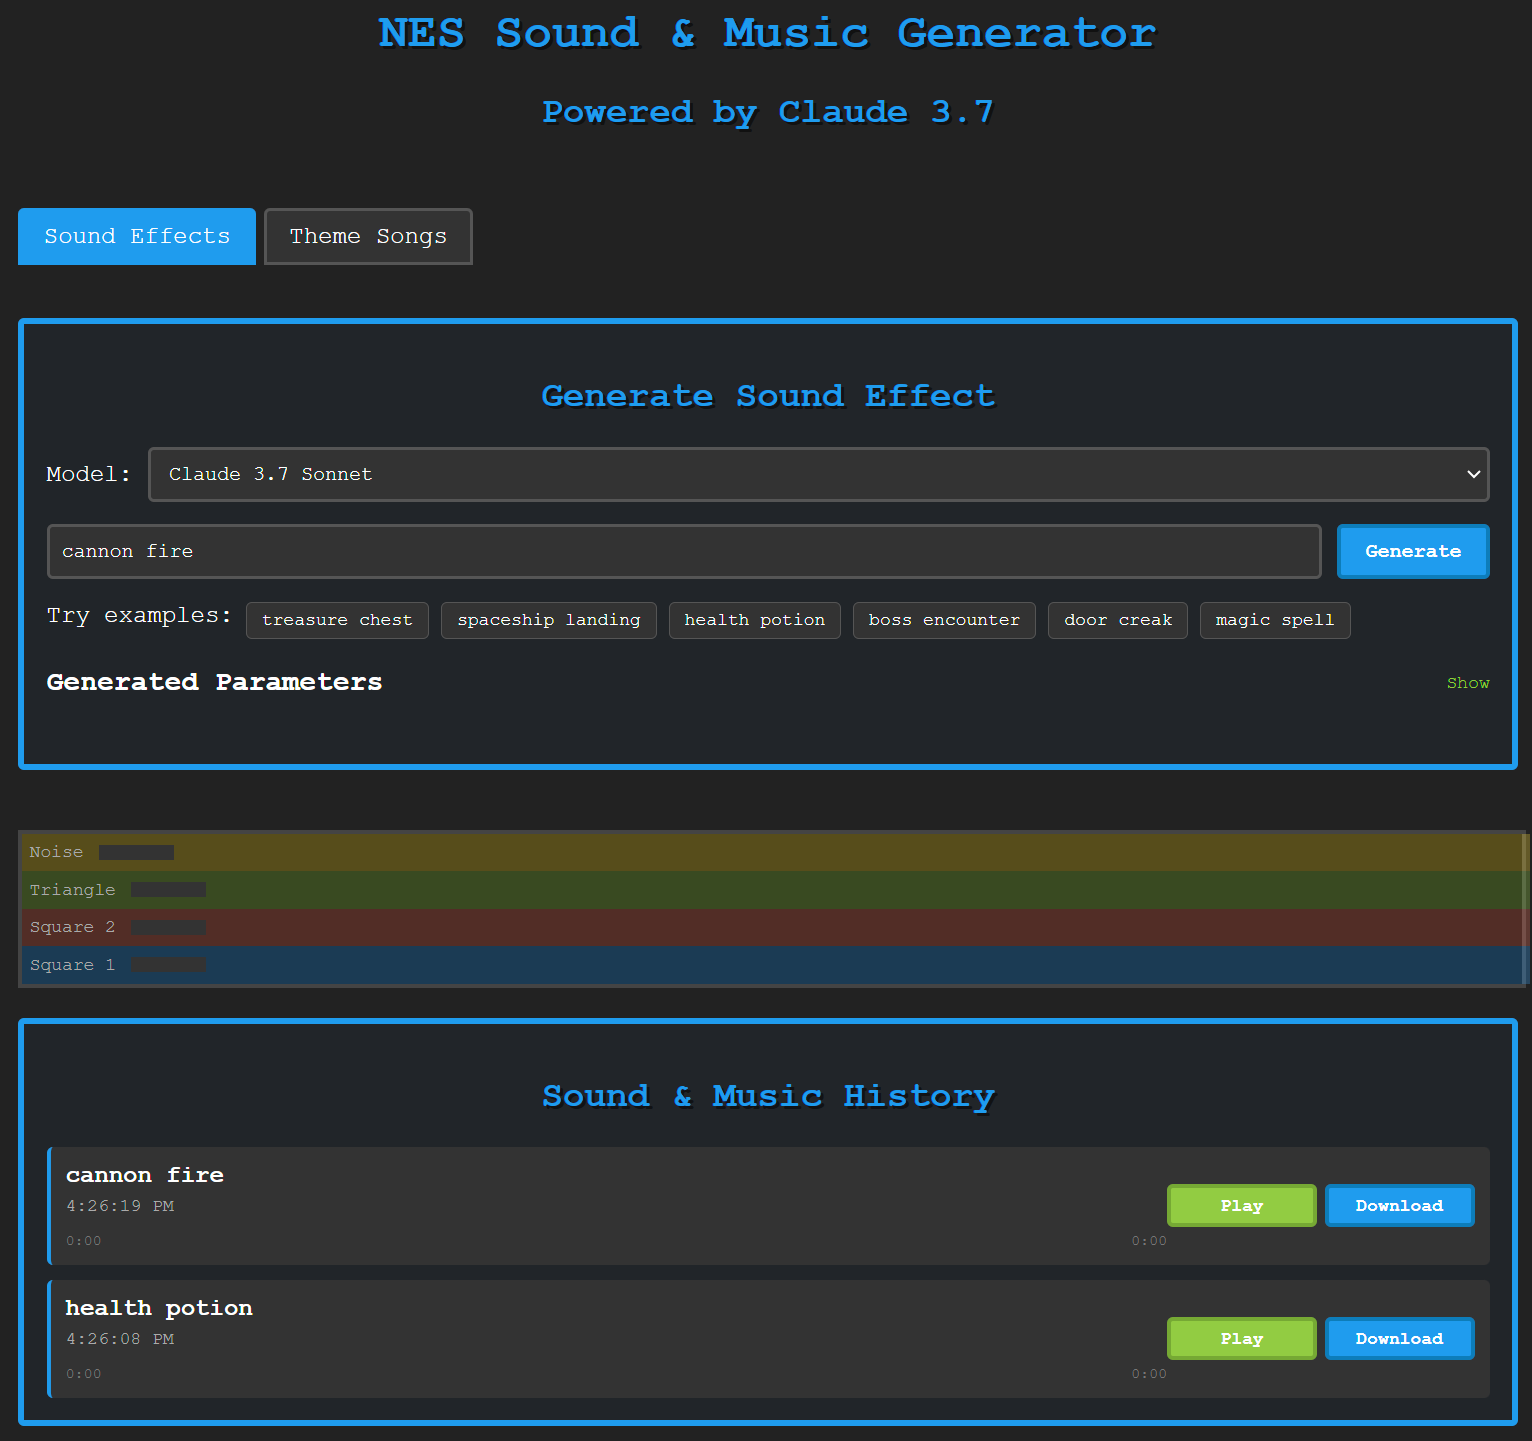 NES Sound & Music Generator
Powered by Claude 3.7
Sound Effects Theme Songs
Generate Sound Effect
Model: Claude 3.7 Sonnet
cannon fire Generate
Try examples: treasure chest spaceship landing health potion boss encounter door creak magic spell
Generated Parameters Show
Noise
Triangle
Square 2
Square 1
Sound & Music History
cannon fire
4:26:19 PM Play Download
0:00 0:00
health potion
4:26:08 PM Play Download
0:00 0:00